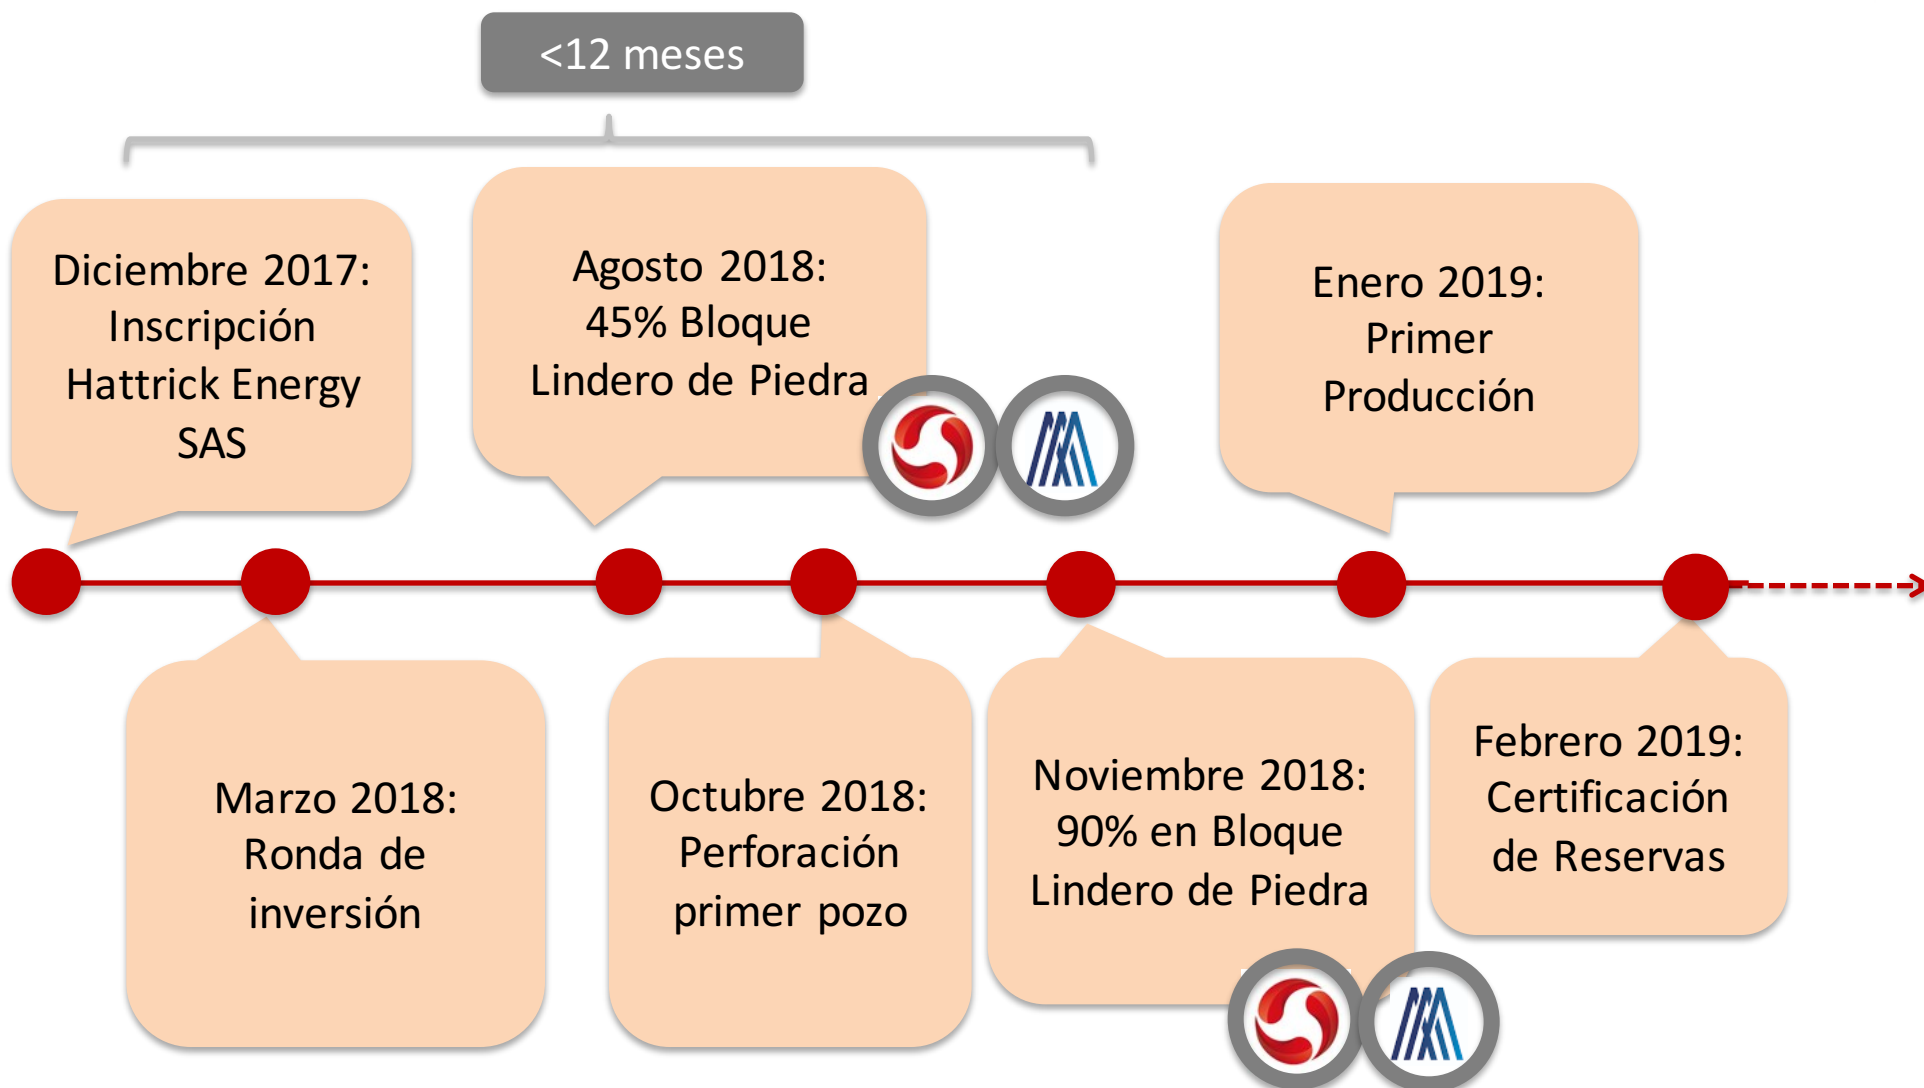 <12 meses
Diciembre 2017:
Inscripción
Hattrick Energy
SAS
Agosto 2018:
45% Bloque
Lindero de Piedra
Enero 2019:
Primer
Producción
Marzo 2018:
Ronda de
inversión
Octubre 2018:
Perforación
primer pozo
Noviembre 2018:
90% en Bloque
Lindero de Piedra
Febrero 2019:
Certificación
de Reservas